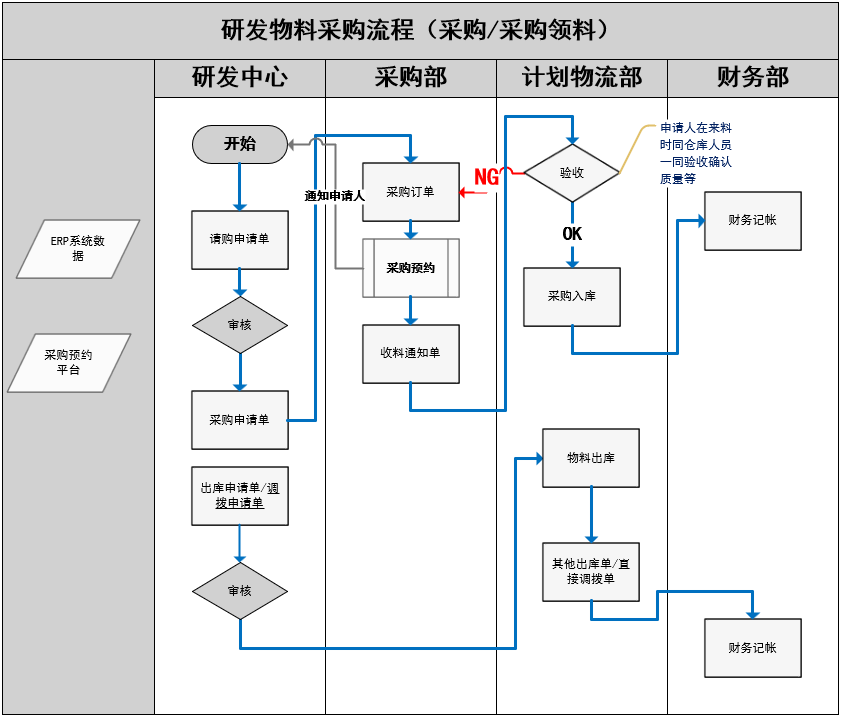 研发物料采购流程（采购/采购领料）
研发中心
采购部
计划物流部
财务部
开始
申请人在来料
时同仓库人员
一同验收确认
质量等
验收
NG
通知申请人
采购订单
请购申请单
ERP系统数
据
财务记帐
OK
采购预约
采购入库
审核
采购预约
平台
收料通知单
采购申请单
物料出库
出库申请单/调
拨申请单
其他出库单/直
接调拨单
审核
财务记帐